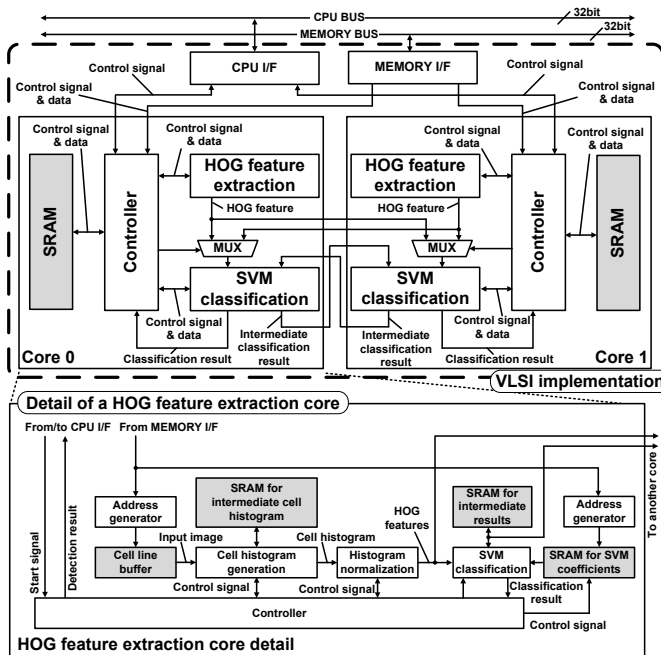 CPU BUS
32bit
MEMORY BUS
32bit
CPU I/F
MEMORY I/F
Control signal
Control signal
Control signal
& data
Control signal
& data
Control signal
& data
Control signal
& data
Control signal
& data
Control signal
& data
SRAM
Controller
HOG feature
extraction
HOG feature
extraction
Controller
SRAM
HOG feature
HOG
feature
MUX
MUX
SVM
classification
SVM
classification
Control signal
& data
Intermediate
classification
result
Intermediate
classification
result
Control signal
& data
Classification result
Classification result
Core 0
Core 1
VLSI implementation
Detail of a HOG feature extraction core
From/to CPU I/F
From MEMORY I/F
To another core
Start signal
Detection result
Address
generator
SRAM for
intermediate cell
histogram
HOG
features
SRAM for
intermediate
results
Address
generator
Input image
Cell histogram
Cell line
buffer
Cell histogram
generation
Histogram
normalization
SVM
classification
SRAM for SVM
coefficients
Control signal
Control signal
Classification
result
Controller
Control signal
HOG feature extraction core detail